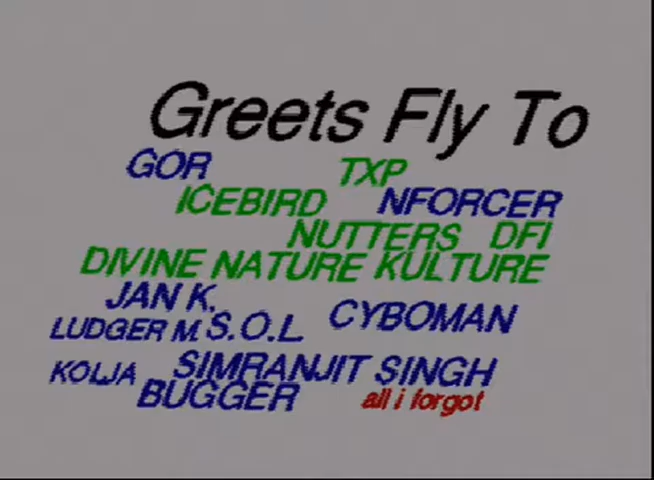 Greets Fly To
GOR TXP
ICEBIRD NFORCER
NUTTERS DFI
DIVINE NATURE KULTURE
JAN K. CYBOMAN
LUDGER M. S.O.L
KOLJA SIMRANJIT SINGH
BUGGER all i forgot